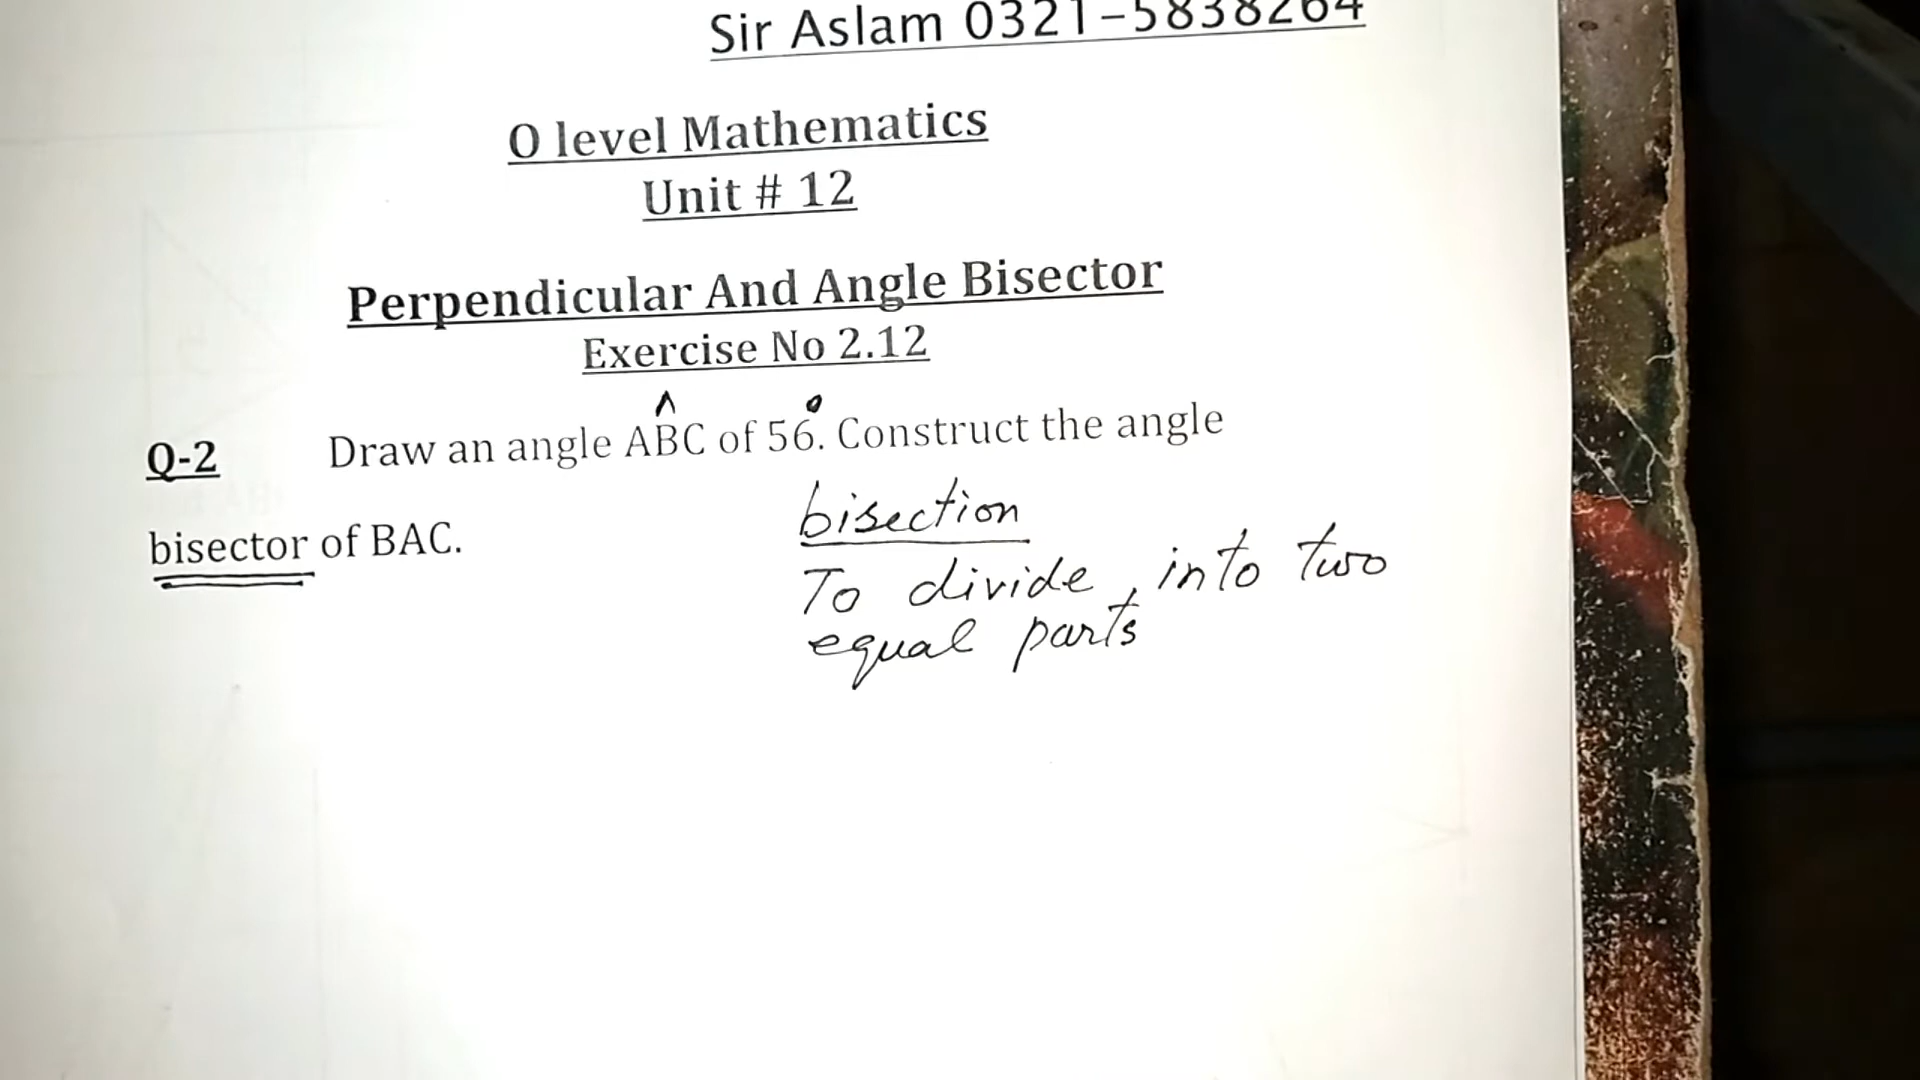 Sir Aslam 0321-5838264
O level Mathematics
Unit # 12
Perpendicular And Angle Bisector
Exercise No 2.12
Q-2 Draw an angle AB̂C of 56°. Construct the angle
bisector of BAC.
bisection
To divide, into two
equal parts